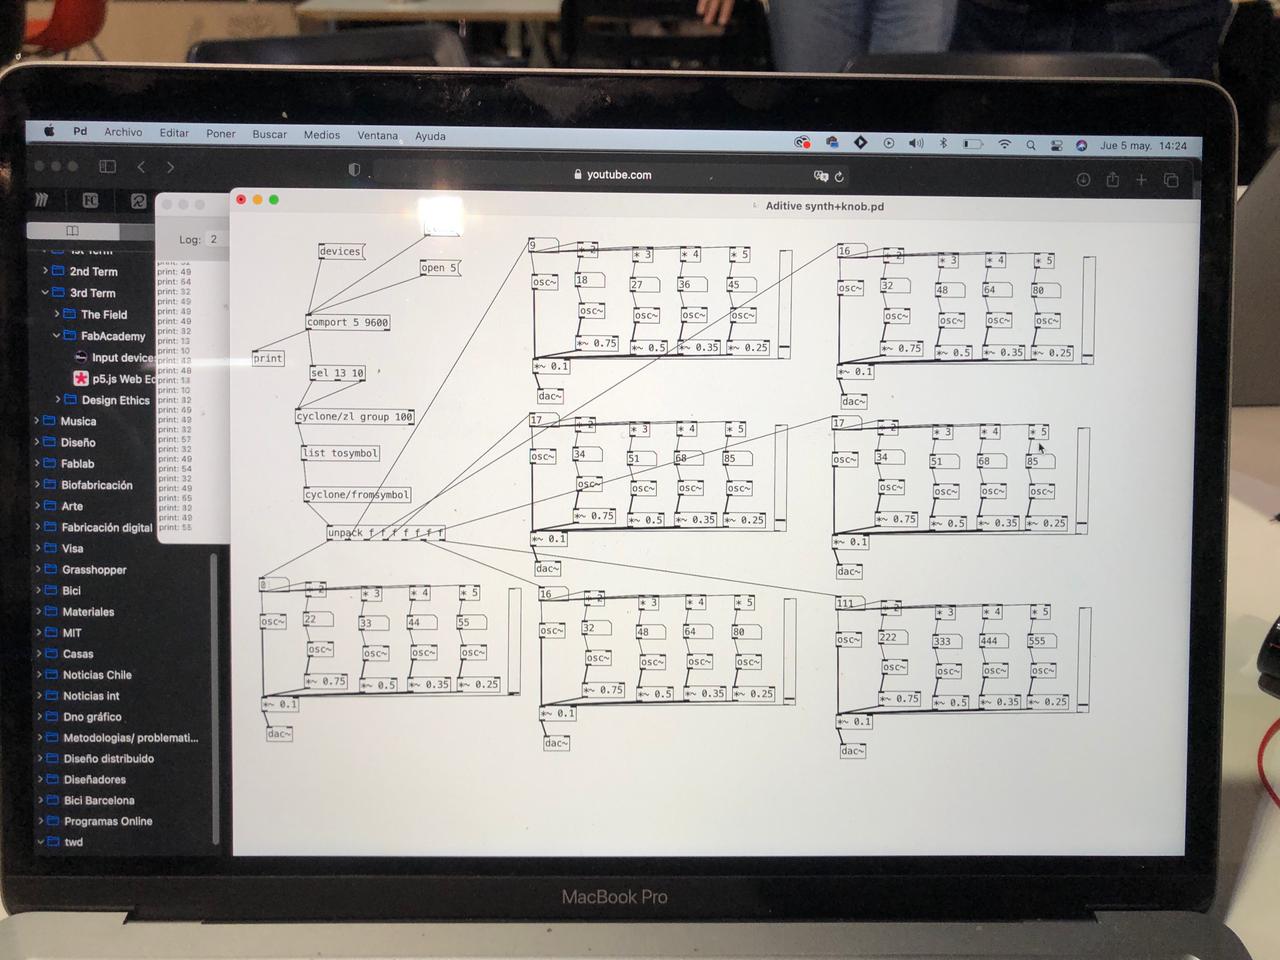 Pd Archivo Editar Poner Buscar Medios Ventana Ayuda
Jue 5 may. 14:24
youtube.com
FC
Log: 2
Aditive synth+knob.pd
2nd Term
3rd Term
The Field
FabAcademy
Input device
p5.js Web Ec
Design Ethics
Musica
Diseño
Fablab
Biofabricación
Arte
Fabricación digital
Visa
Grasshopper
Bici
Materiales
MIT
Casas
Noticias Chile
Noticias int
Dno gráfico
Metodologias/ problemati...
Diseño distribuido
Diseñadores
Bici Barcelona
Programas Online
twd
print: 49
print: 54
print: 32
print: 49
print: 49
print: 49
print: 32
print: 13
print: 10
print: 48
print: 13
print: 10
print: 32
print: 49
print: 49
print: 32
print: 57
print: 32
print: 49
print: 54
print: 32
print: 49
print: 55
print: 32
print: 49
print: 55
devices
open 5
comport 5 9600
print
sel 13 10
cyclone/zl group 100
list tosymbol
cyclone/fromsymbol
unpack f f f f f f f
9 * 2 * 3 * 4 * 5
osc~ 18 27 36 45
osc~ osc~ osc~ osc~
*~ 0.75 *~ 0.5 *~ 0.35 *~ 0.25
*~ 0.1
dac~
16 * 2 * 3 * 4 * 5
osc~ 32 48 64 80
osc~ osc~ osc~ osc~
*~ 0.75 *~ 0.5 *~ 0.35 *~ 0.25
*~ 0.1
dac~
17 * 2 * 3 * 4 * 5
osc~ 34 51 68 85
osc~ osc~ osc~ osc~
*~ 0.75 *~ 0.5 *~ 0.35 *~ 0.25
*~ 0.1
dac~
17 * 2 * 3 * 4 * 5
osc~ 34 51 68 85
osc~ osc~ osc~ osc~
*~ 0.75 *~ 0.5 *~ 0.35 *~ 0.25
*~ 0.1
dac~
* 2 * 3 * 4 * 5
osc~ 22 33 44 55
osc~ osc~ osc~ osc~
*~ 0.75 *~ 0.5 *~ 0.35 *~ 0.25
*~ 0.1
dac~
16 * 2 * 3 * 4 * 5
osc~ 32 48 64 80
osc~ osc~ osc~ osc~
*~ 0.75 *~ 0.5 *~ 0.35 *~ 0.25
*~ 0.1
dac~
111 * 2 * 3 * 4 * 5
osc~ 222 333 444 555
osc~ osc~ osc~ osc~
*~ 0.75 *~ 0.5 *~ 0.35 *~ 0.25
*~ 0.1
dac~
MacBook Pro